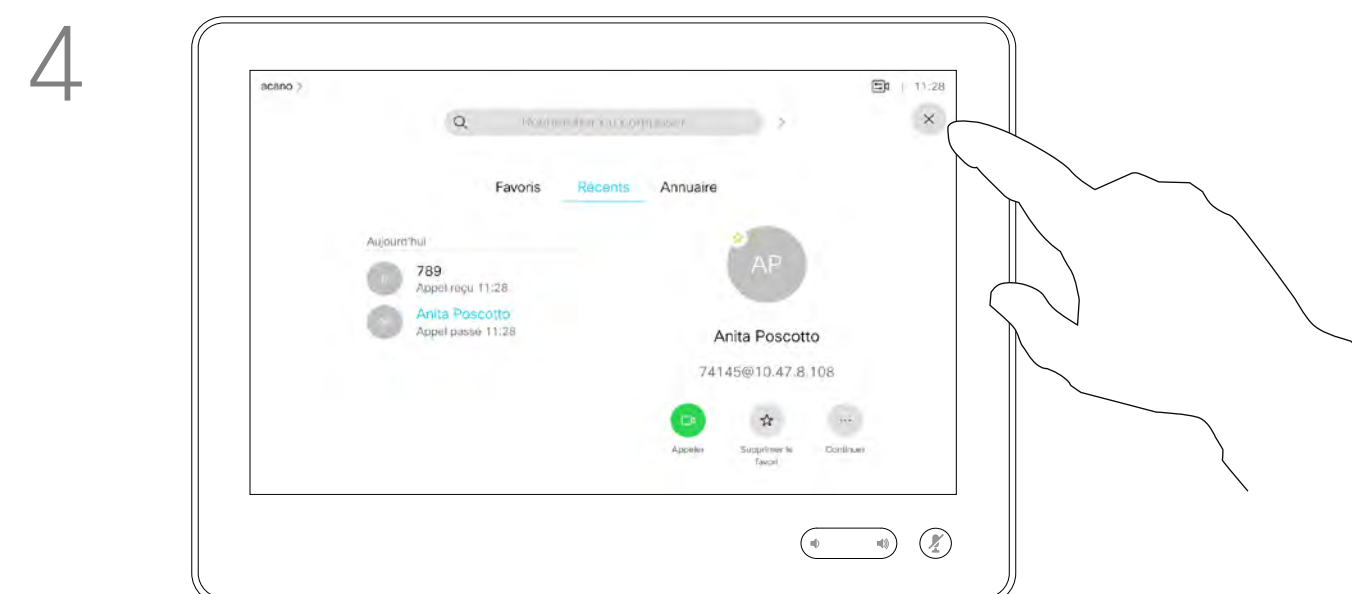 4
acano >
11:28
Rechercher ou composer
Favoris Récents Annuaire
Aujourd'hui
789
Appel reçu 11:28
Anita Poscotto
Appel passé 11:28
AP
Anita Poscotto
74145@10.47.8.108
Appeler Supprimer le Continuer
favori